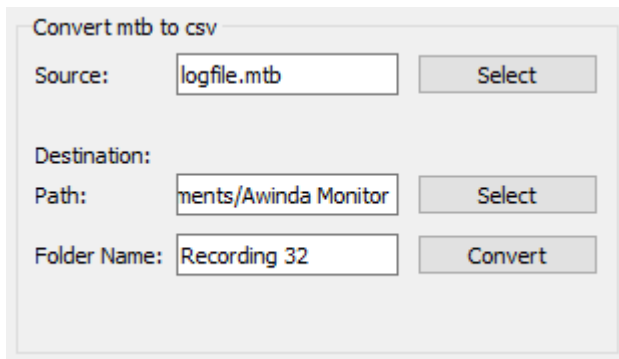 Convert mtb to csv
Source: logfile.mtb Select
Destination:
Path: ments/Awinda Monitor Select
Folder Name: Recording 32 Convert